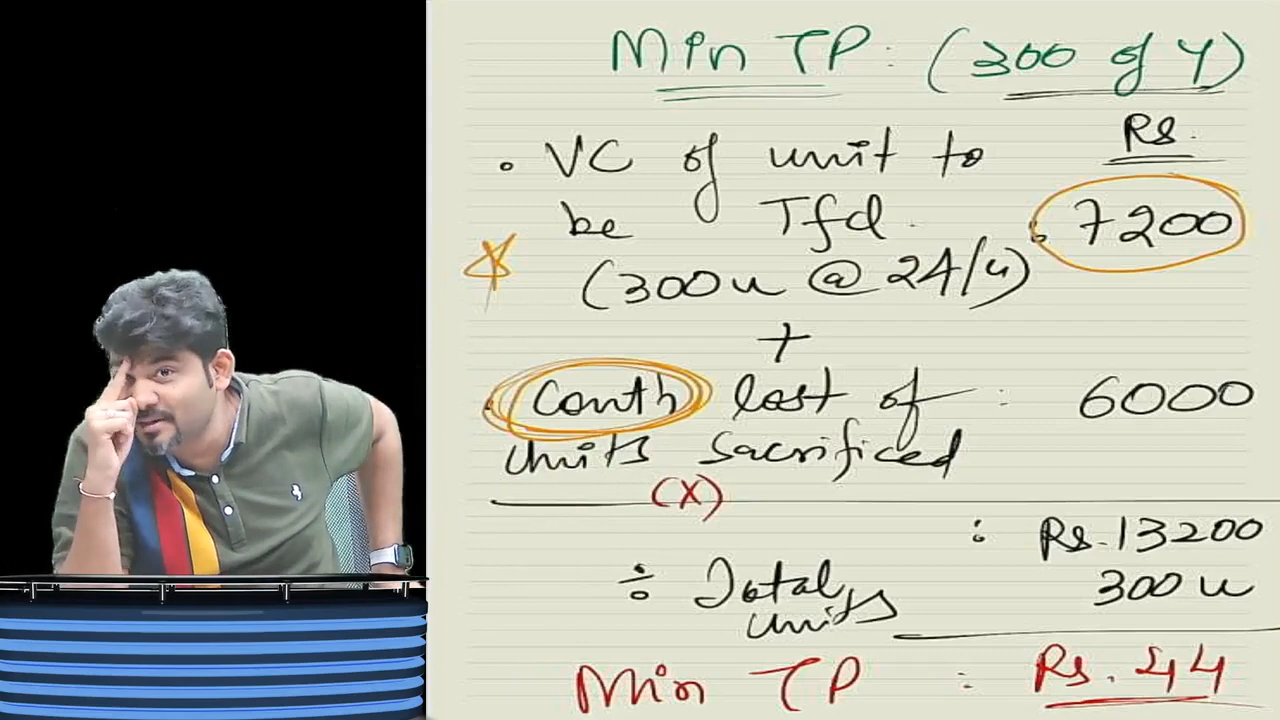 Min TP: (300 of Y)
Rs.
• VC of unit to
be Tfd. 7200
(300u @ 24/u)
+
Contn lost of : 6000
units sacrificed
(X)
: Rs. 13200
÷ Total units 300 u
Min TP : Rs. 44